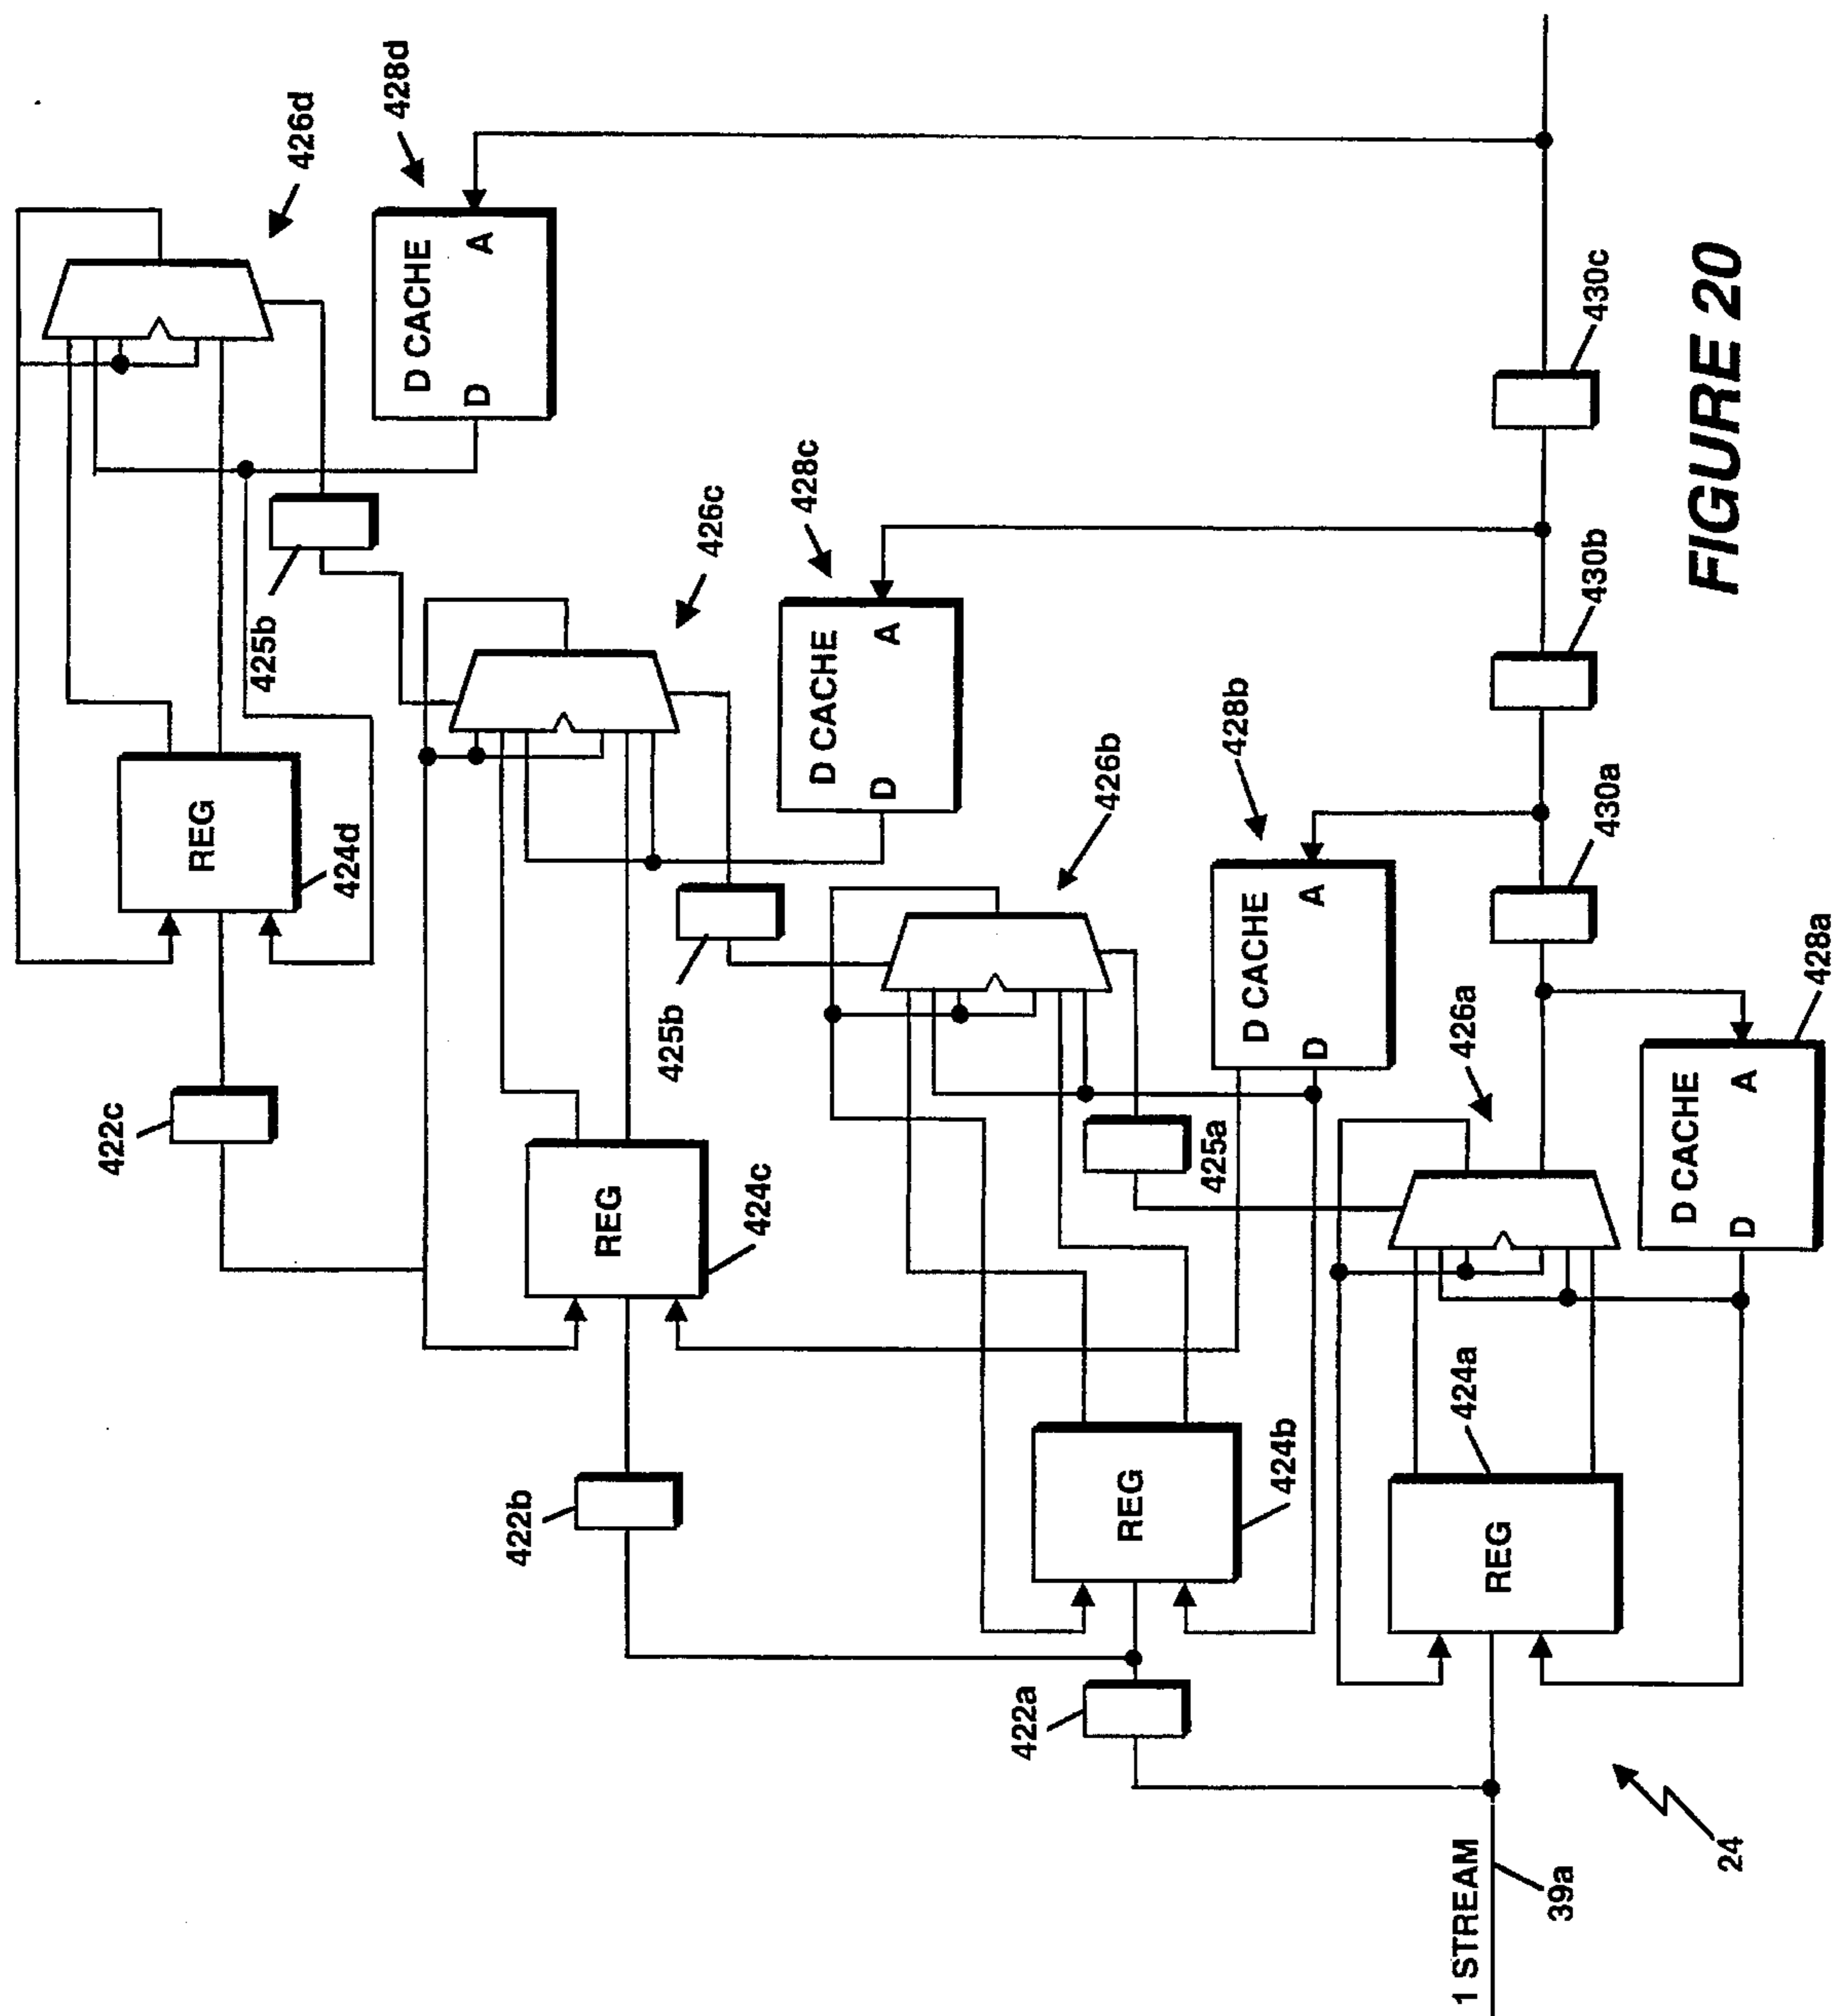 426d
428d
D CACHE
A
D
425b
REG
424d
422c
426c
428c
D CACHE
A
D
425b
REG
424c
422b
426b
428b
D CACHE
A
D
425a
REG
424b
422a
426a
D CACHE
A
D
428a
424a
REG
430a
430b
430c
1 STREAM
39a
24
FIGURE 20